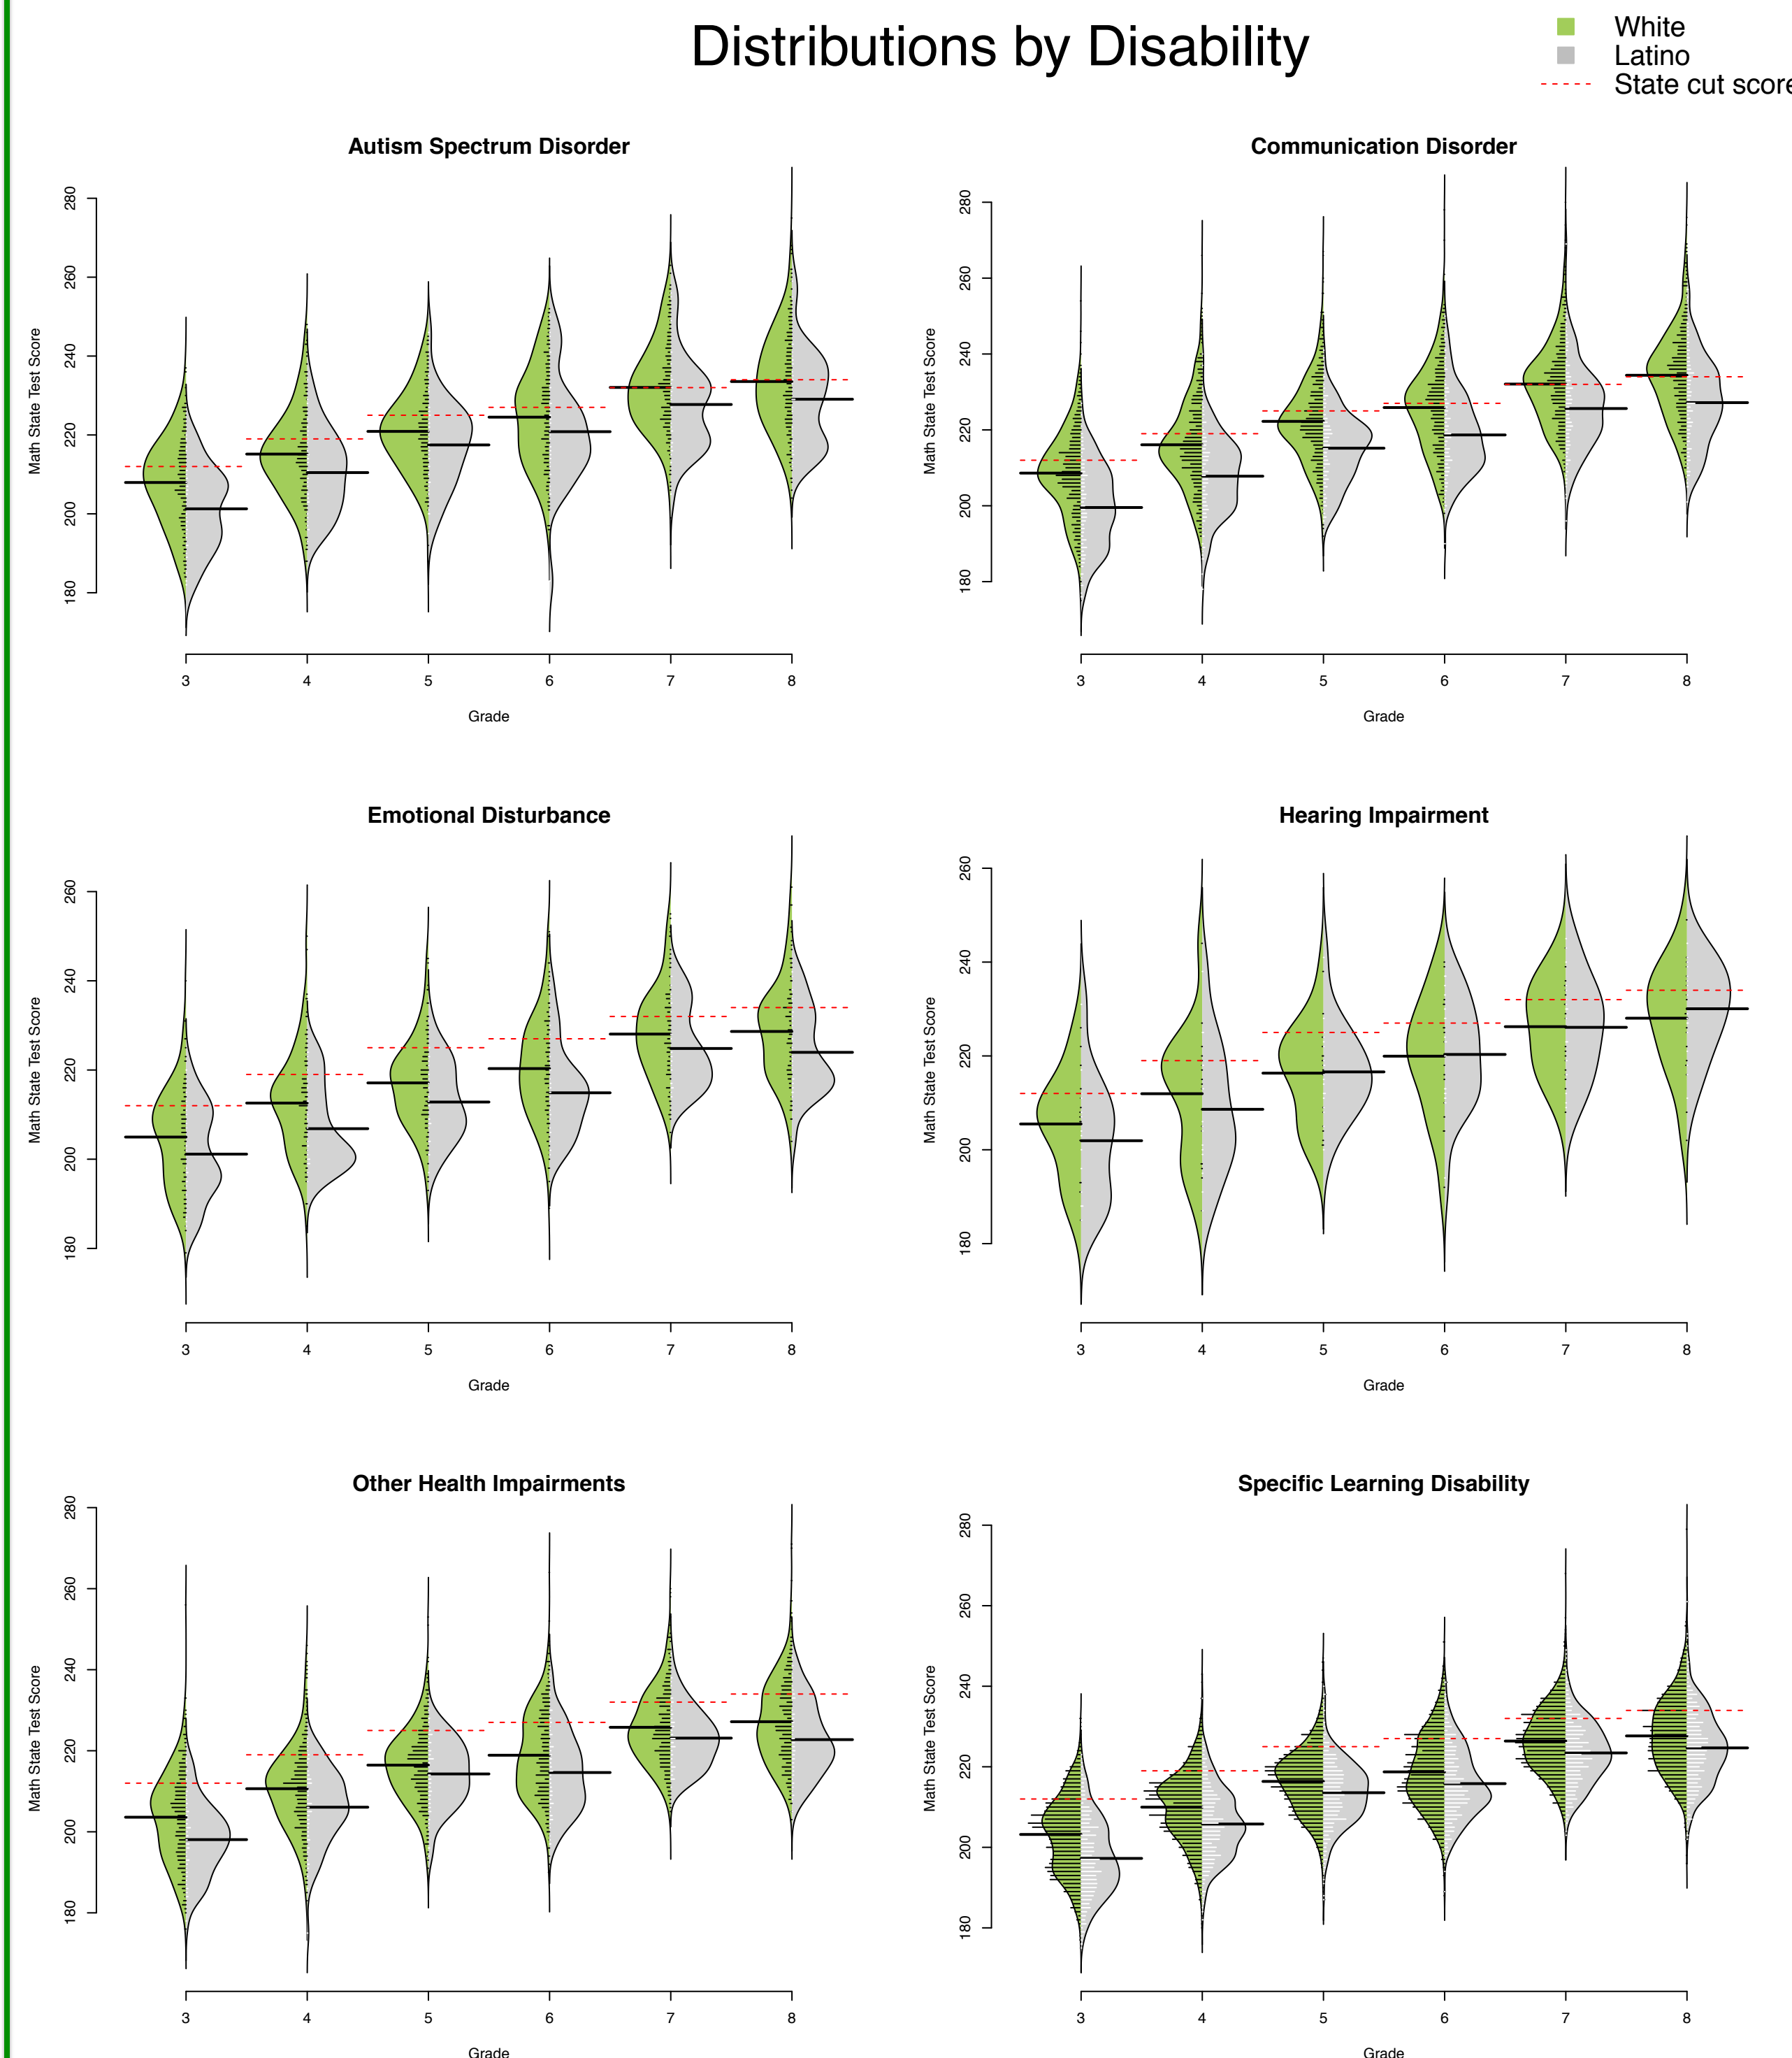 Distributions by Disability
White
Latino
State cut score
Autism Spectrum Disorder
Math State Test Score
280
260
240
220
200
180
3 4 5 6 7 8
Grade
Communication Disorder
Math State Test Score
280
260
240
220
200
180
3 4 5 6 7 8
Grade
Emotional Disturbance
Math State Test Score
260
240
220
200
180
3 4 5 6 7 8
Grade
Hearing Impairment
Math State Test Score
260
240
220
200
180
3 4 5 6 7 8
Grade
Other Health Impairments
Math State Test Score
280
260
240
220
200
180
3 4 5 6 7 8
Grade
Specific Learning Disability
Math State Test Score
280
260
240
220
200
180
3 4 5 6 7 8
Grade